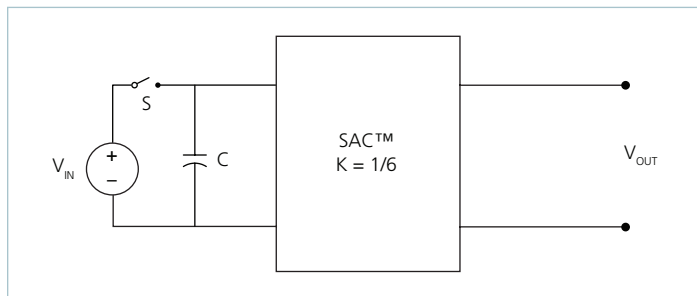 S
V_IN
+
–
C
SAC™
K = 1/6
V_OUT